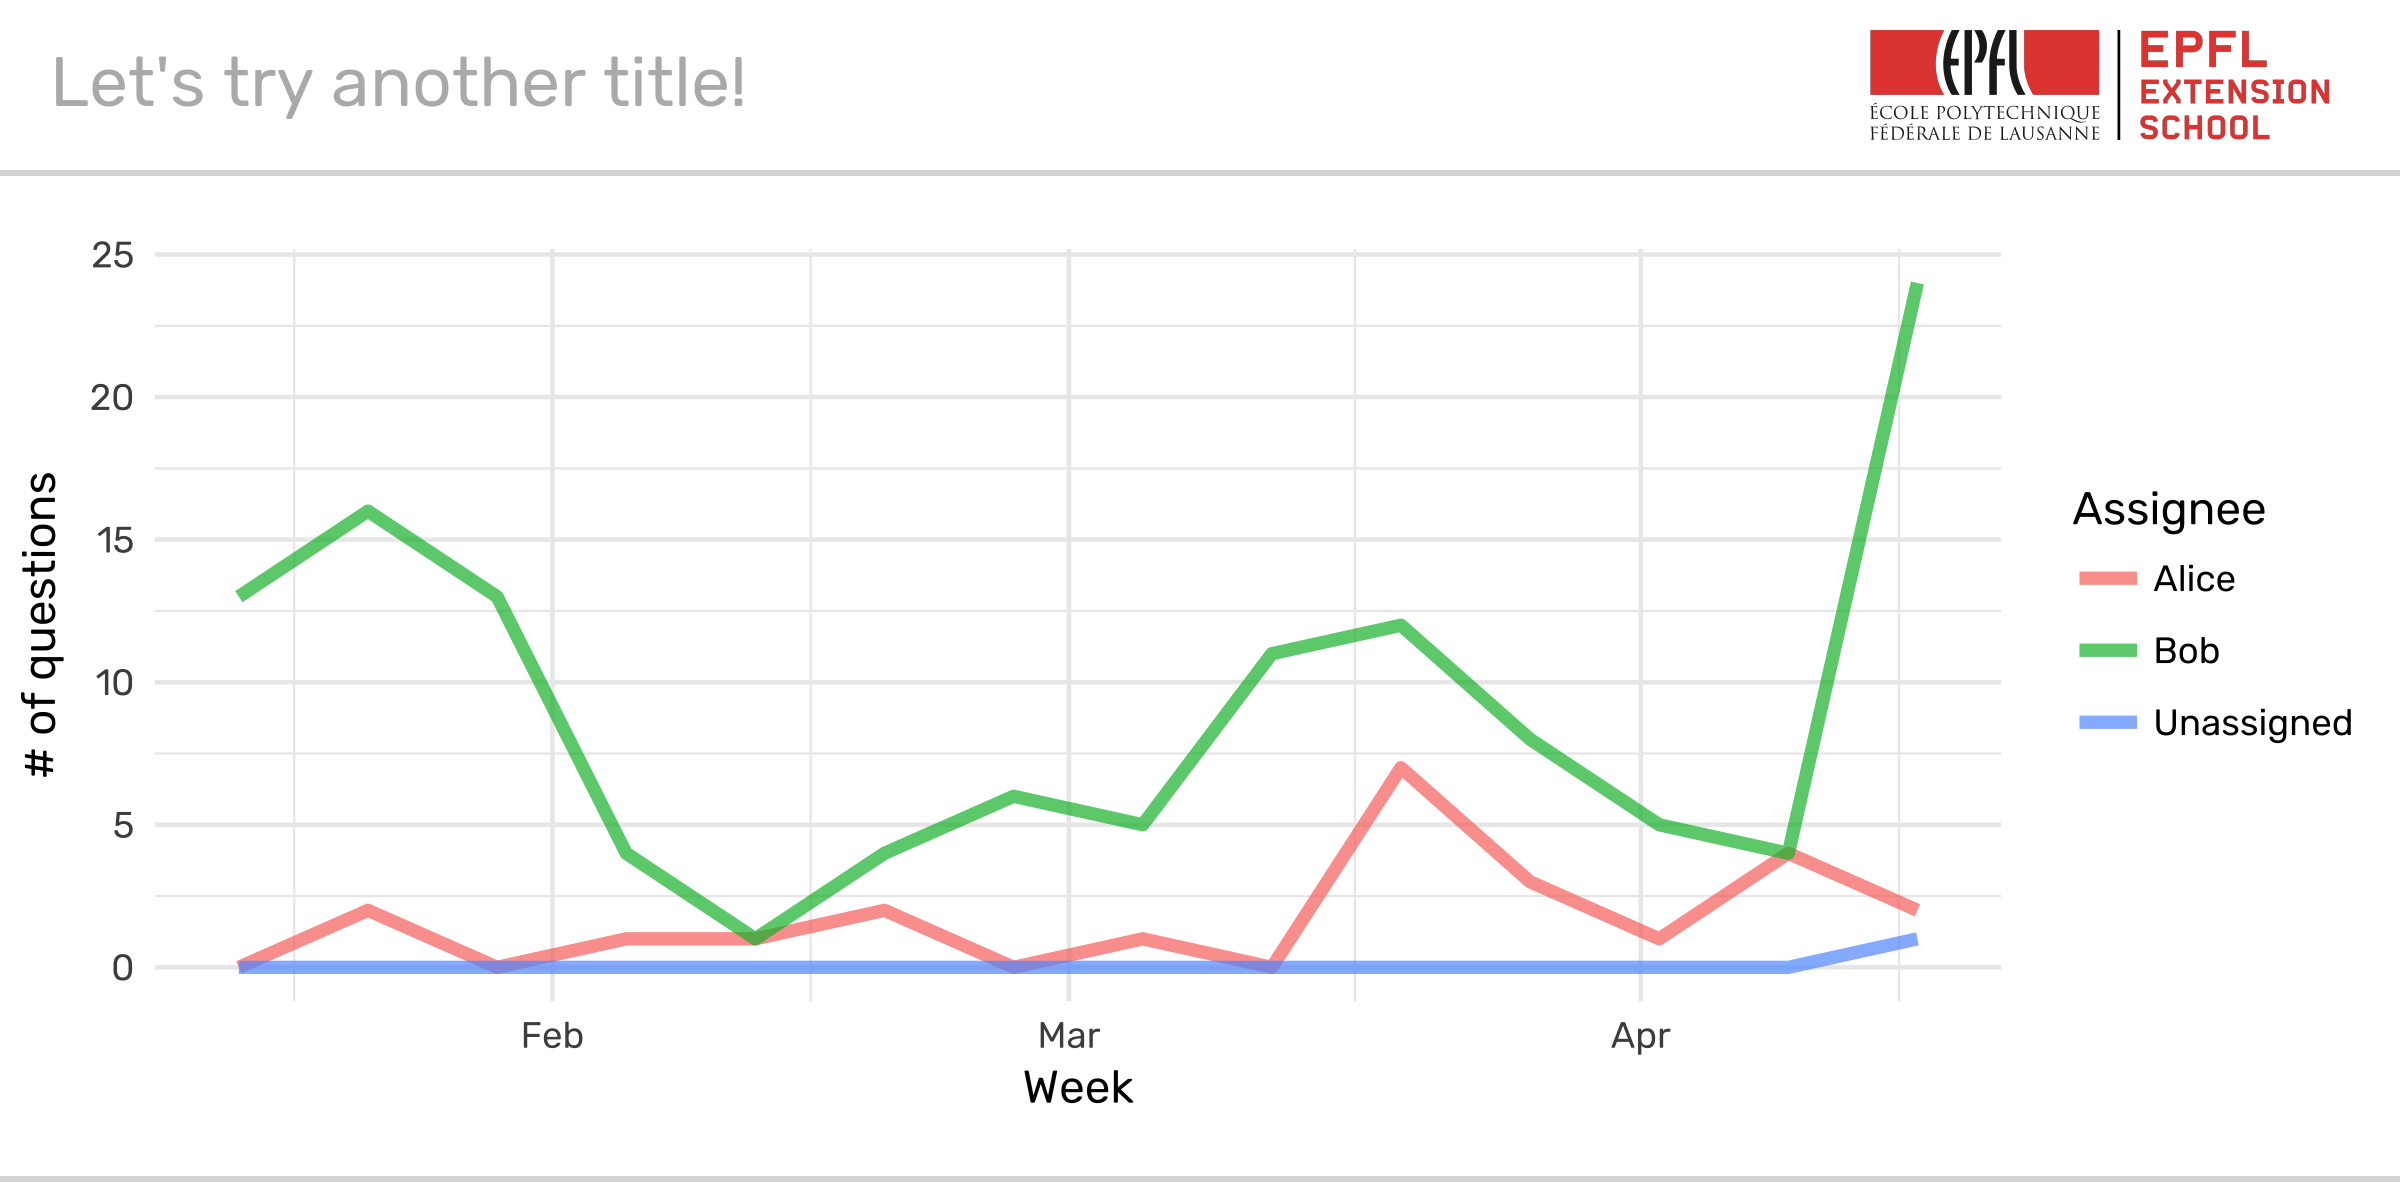 Let's try another title!
EPFL
ÉCOLE POLYTECHNIQUE
FÉDÉRALE DE LAUSANNE
EPFL
EXTENSION
SCHOOL
25
20
15
10
5
0
# of questions
Feb
Mar
Apr
Week
Assignee
Alice
Bob
Unassigned